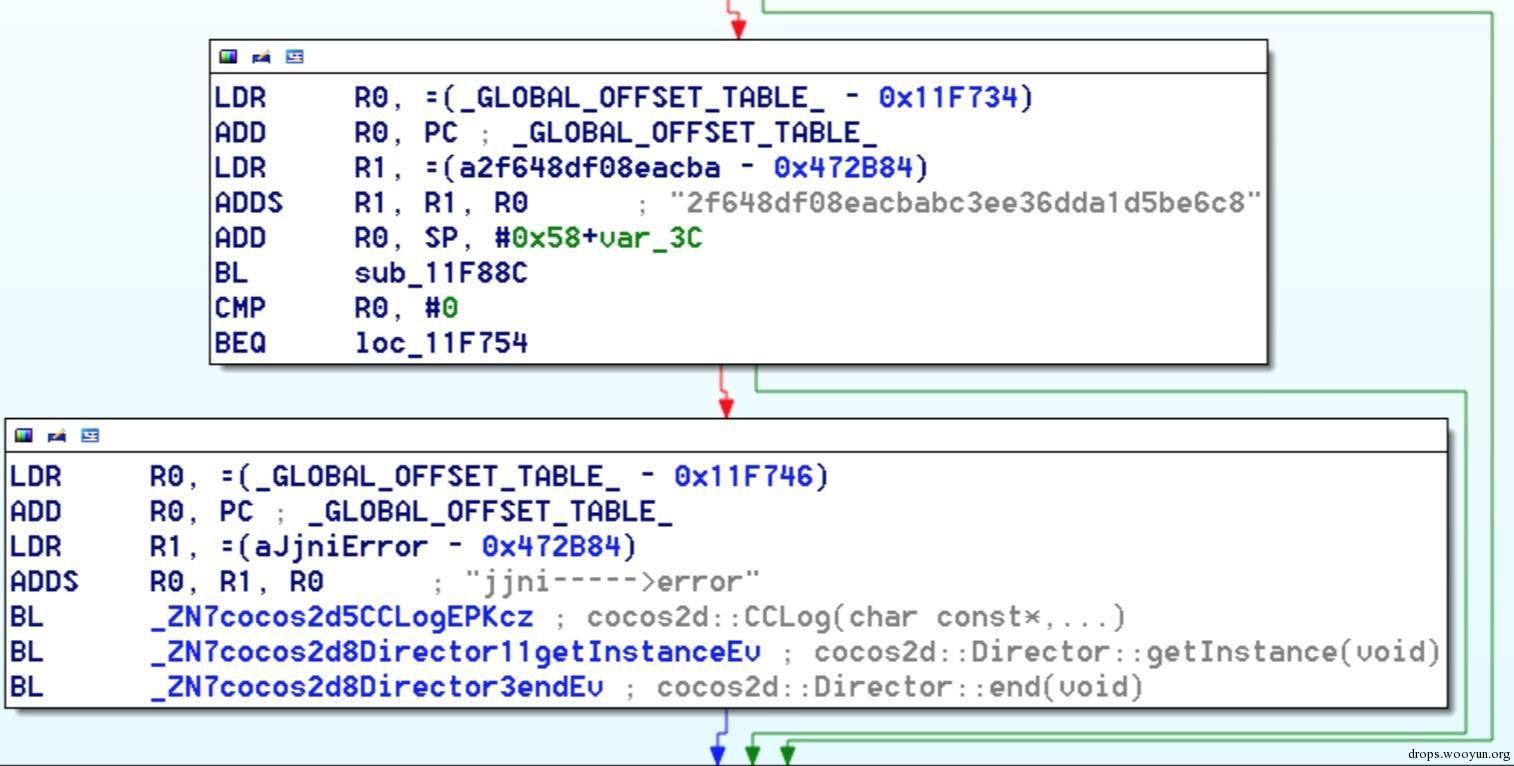 LDR R0, =(_GLOBAL_OFFSET_TABLE_ - 0x11F734)
ADD R0, PC ; _GLOBAL_OFFSET_TABLE_
LDR R1, =(a2f648df08eacba - 0x472B84)
ADDS R1, R1, R0 ; "2f648df08eacbabc3ee36dda1d5be6c8"
ADD R0, SP, #0x58+var_3C
BL sub_11F88C
CMP R0, #0
BEQ loc_11F754
LDR R0, =(_GLOBAL_OFFSET_TABLE_ - 0x11F746)
ADD R0, PC ; _GLOBAL_OFFSET_TABLE_
LDR R1, =(aJjniError - 0x472B84)
ADDS R0, R1, R0 ; "jjni----->error"
BL _ZN7cocos2d5CCLogEPKcz ; cocos2d::CCLog(char const*,...)
BL _ZN7cocos2d8Director11getInstanceEv ; cocos2d::Director::getInstance(void)
BL _ZN7cocos2d8Director3endEv ; cocos2d::Director::end(void)
drops.wooyun.org